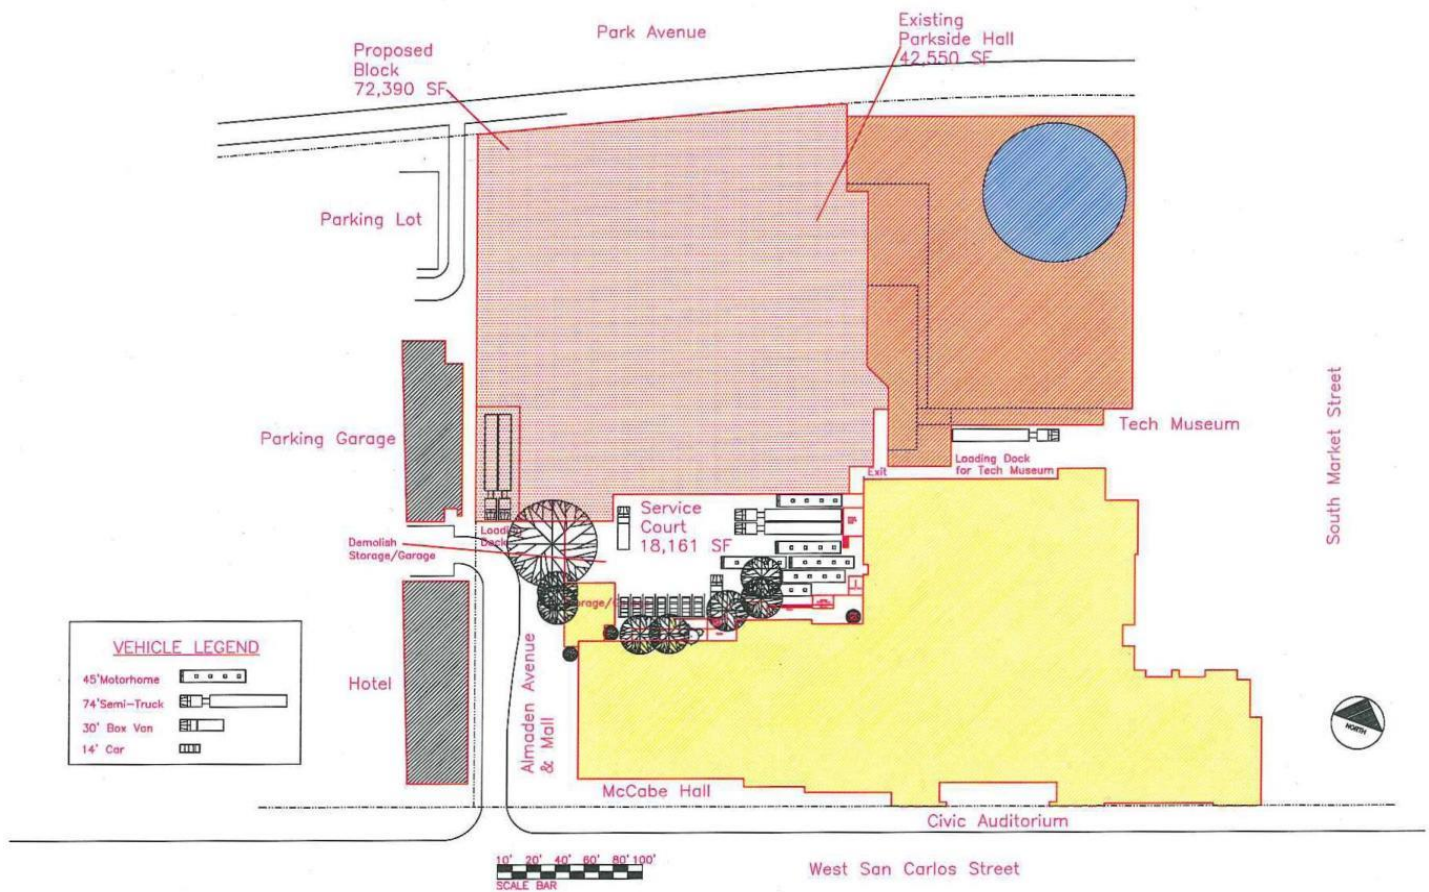 Park Avenue
Existing
Parkside Hall
42,550 SF
Proposed
Block
72,390 SF
Parking Lot
Parking Garage
Tech Museum
South Market Street
Loading Dock
for Tech Museum
Exit
Service
Court
18,161 SF
Loading
Dock
Demolish
Storage/Garage
VEHICLE LEGEND
45'Motorhome
74'Semi-Truck
30' Box Van
14' Car
Hotel
Almaden Avenue
& Mall
McCabe Hall
Civic Auditorium
NORTH
10' 20' 40' 60' 80' 100'
SCALE BAR
West San Carlos Street